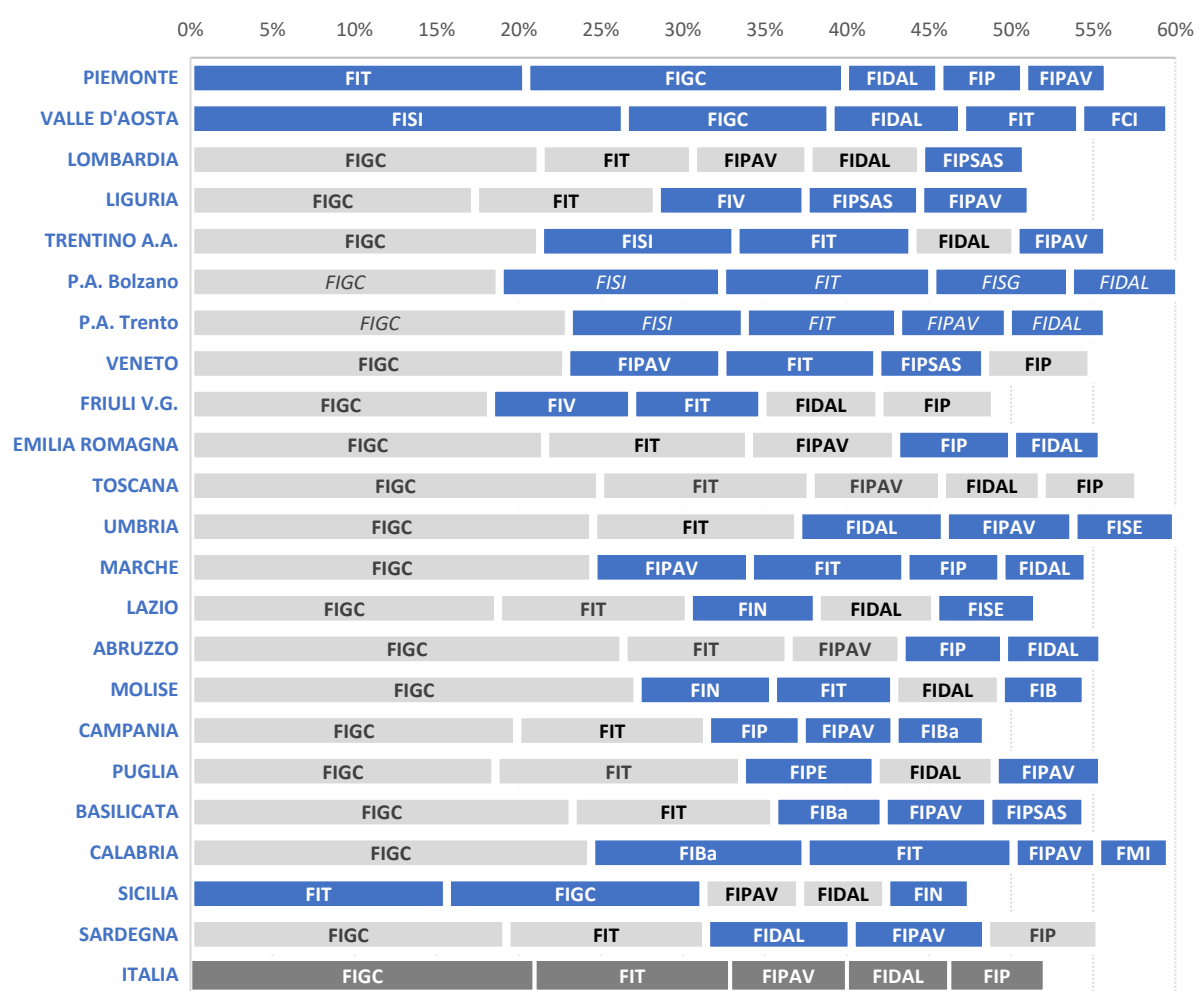 0% 5% 10% 15% 20% 25% 30% 35% 40% 45% 50% 55% 60%
PIEMONTE FIT FIGC FIDAL FIP FIPAV
VALLE D'AOSTA FISI FIGC FIDAL FIT FCI
LOMBARDIA FIGC FIT FIPAV FIDAL FIPSAS
LIGURIA FIGC FIT FIV FIPSAS FIPAV
TRENTINO A.A. FIGC FISI FIT FIDAL FIPAV
P.A. Bolzano FIGC FISI FIT FISG FIDAL
P.A. Trento FIGC FISI FIT FIPAV FIDAL
VENETO FIGC FIPAV FIT FIPSAS FIP
FRIULI V.G. FIGC FIV FIT FIDAL FIP
EMILIA ROMAGNA FIGC FIT FIPAV FIP FIDAL
TOSCANA FIGC FIT FIPAV FIDAL FIP
UMBRIA FIGC FIT FIDAL FIPAV FISE
MARCHE FIGC FIPAV FIT FIP FIDAL
LAZIO FIGC FIT FIN FIDAL FISE
ABRUZZO FIGC FIT FIPAV FIP FIDAL
MOLISE FIGC FIN FIT FIDAL FIB
CAMPANIA FIGC FIT FIP FIPAV FIBa
PUGLIA FIGC FIT FIPE FIDAL FIPAV
BASILICATA FIGC FIT FIBa FIPAV FIPSAS
CALABRIA FIGC FIBa FIT FIPAV FMI
SICILIA FIT FIGC FIPAV FIDAL FIN
SARDEGNA FIGC FIT FIDAL FIPAV FIP
ITALIA FIGC FIT FIPAV FIDAL FIP